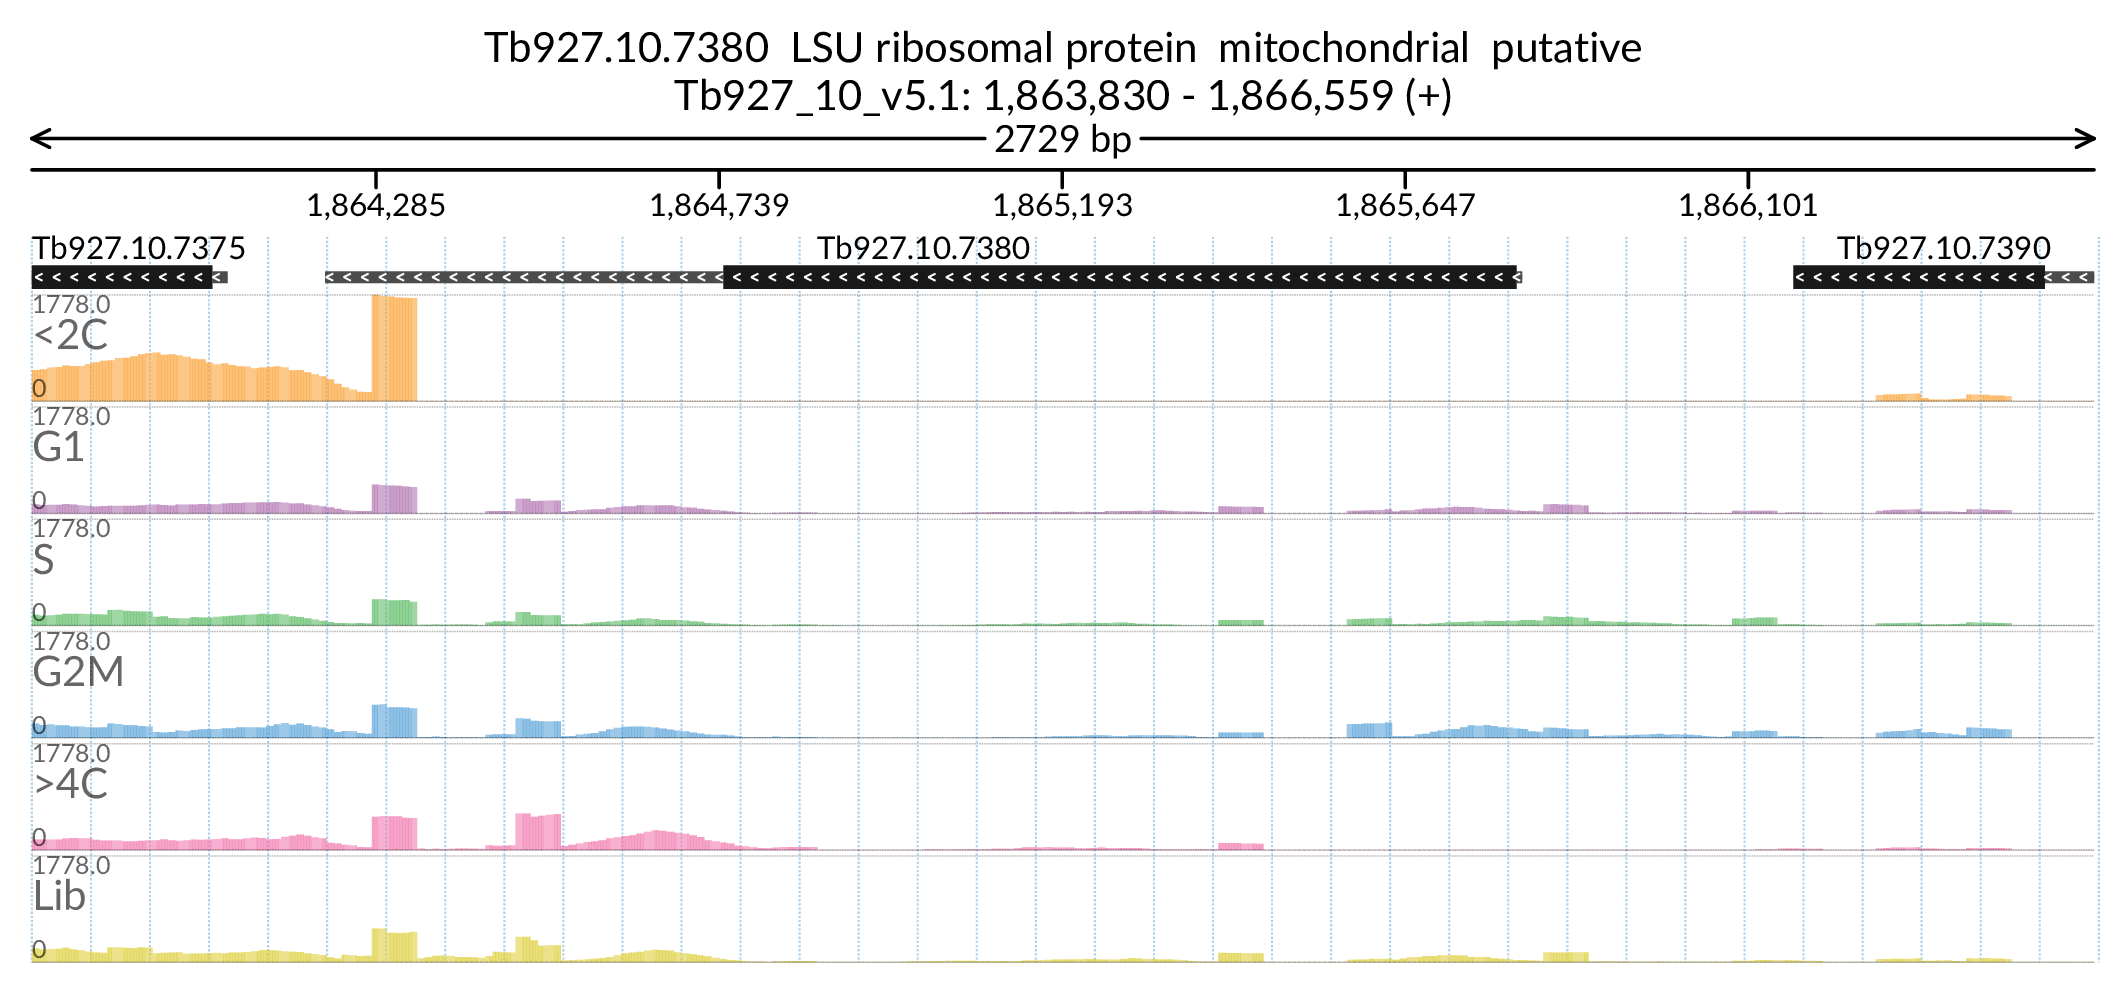 Tb927.10.7380  LSU ribosomal protein  mitochondrial  putative
Tb927_10_v5.1: 1,863,830 - 1,866,559 (+)
2729 bp
1,864,285 1,864,739 1,865,193 1,865,647 1,866,101
Tb927.10.7375 Tb927.10.7380 Tb927.10.7390
1778.0
<2C
0
1778.0
G1
0
1778.0
S
0
1778.0
G2M
0
1778.0
>4C
0
1778.0
Lib
0